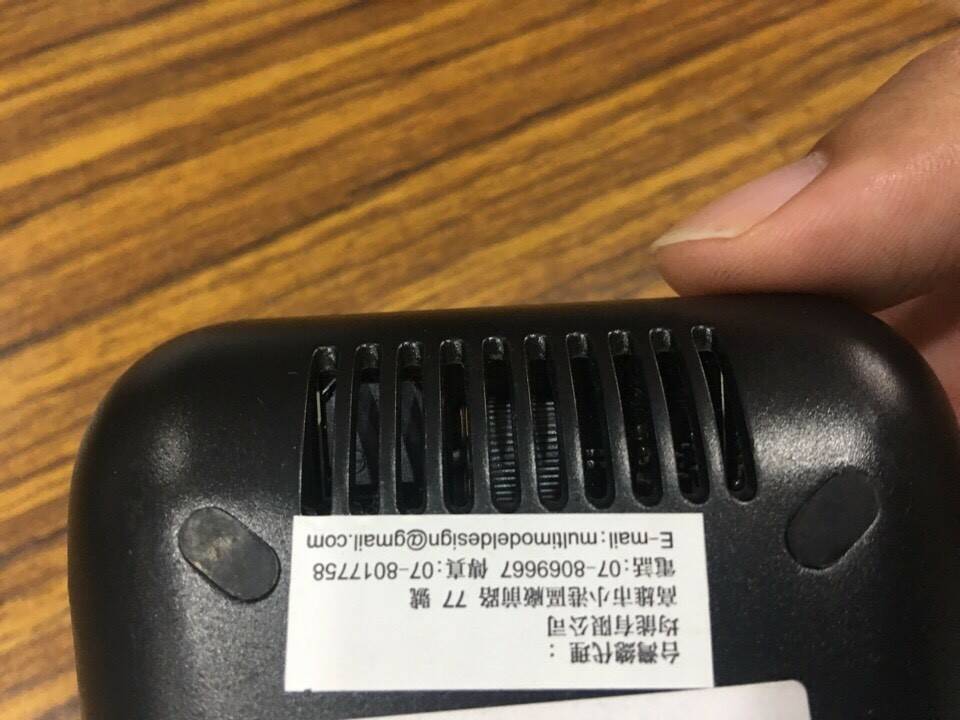 台灣總代理：
均能有限公司
高雄市小港區廠前路 77 號
電話:07-8069667 傳真:07-8017758
E-mail:multimodeldesign@gmail.com